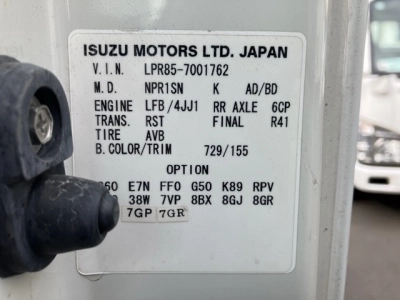 ISUZU MOTORS LTD. JAPAN
V.I.N. LPR85-7001762
M.D. NPR1SN K AD/BD
ENGINE LFB/4JJ1 RR AXLE 6CP
TRANS. RST FINAL R41
TIRE AVB
B.COLOR/TRIM 729/155
OPTION
E7N FF0 G50 K89 RPV
38W 7VP 8BX 8GJ 8GR
7GP 7GR